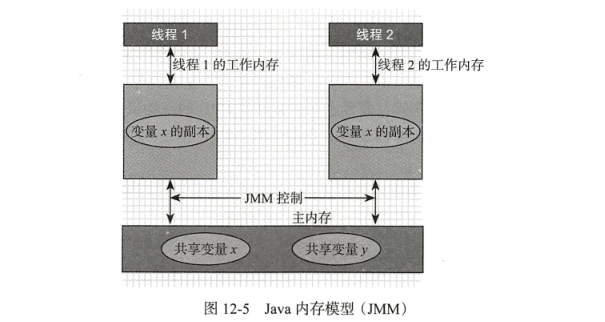 线程 1
线程 2
线程 1 的工作内存
线程 2 的工作内存
变量 x 的副本
变量 x 的副本
JMM 控制
主内存
共享变量 x
共享变量 y
图 12-5 Java 内存模型（JMM）